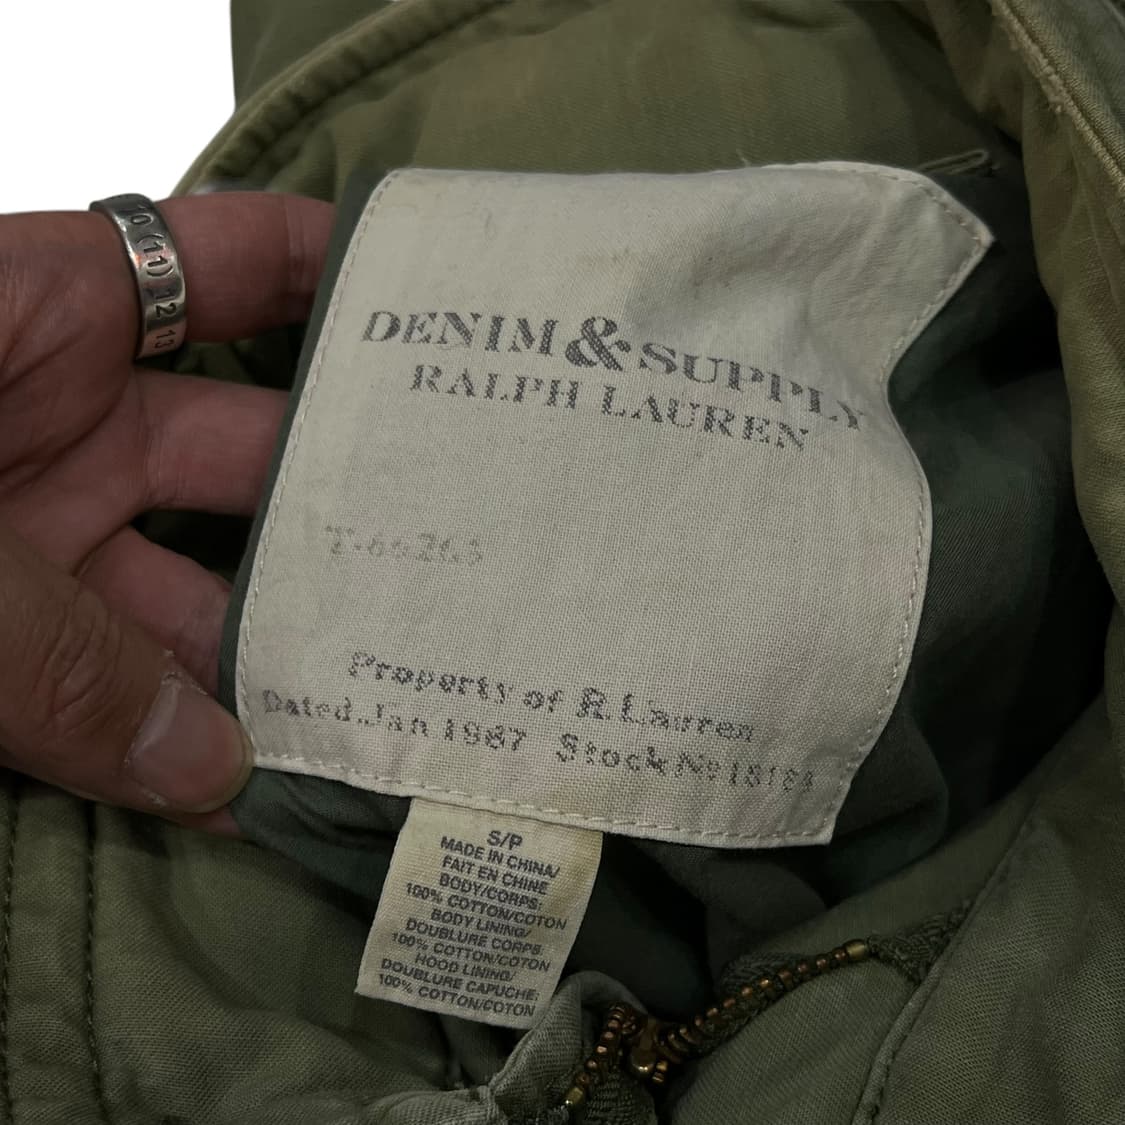 10 (11) 12 13
DENIM & SUPPLY
RALPH LAUREN
Property of R. Lauren
Dated Jan 1987 Stock No
S/P
MADE IN CHINA/
FAIT EN CHINE
BODY/CORPS:
100% COTTON/COTON
BODY LINING/
DOUBLURE CORPS:
100% COTTON/COTON
HOOD LINING/
DOUBLURE CAPUCHE:
100% COTTON/COTON